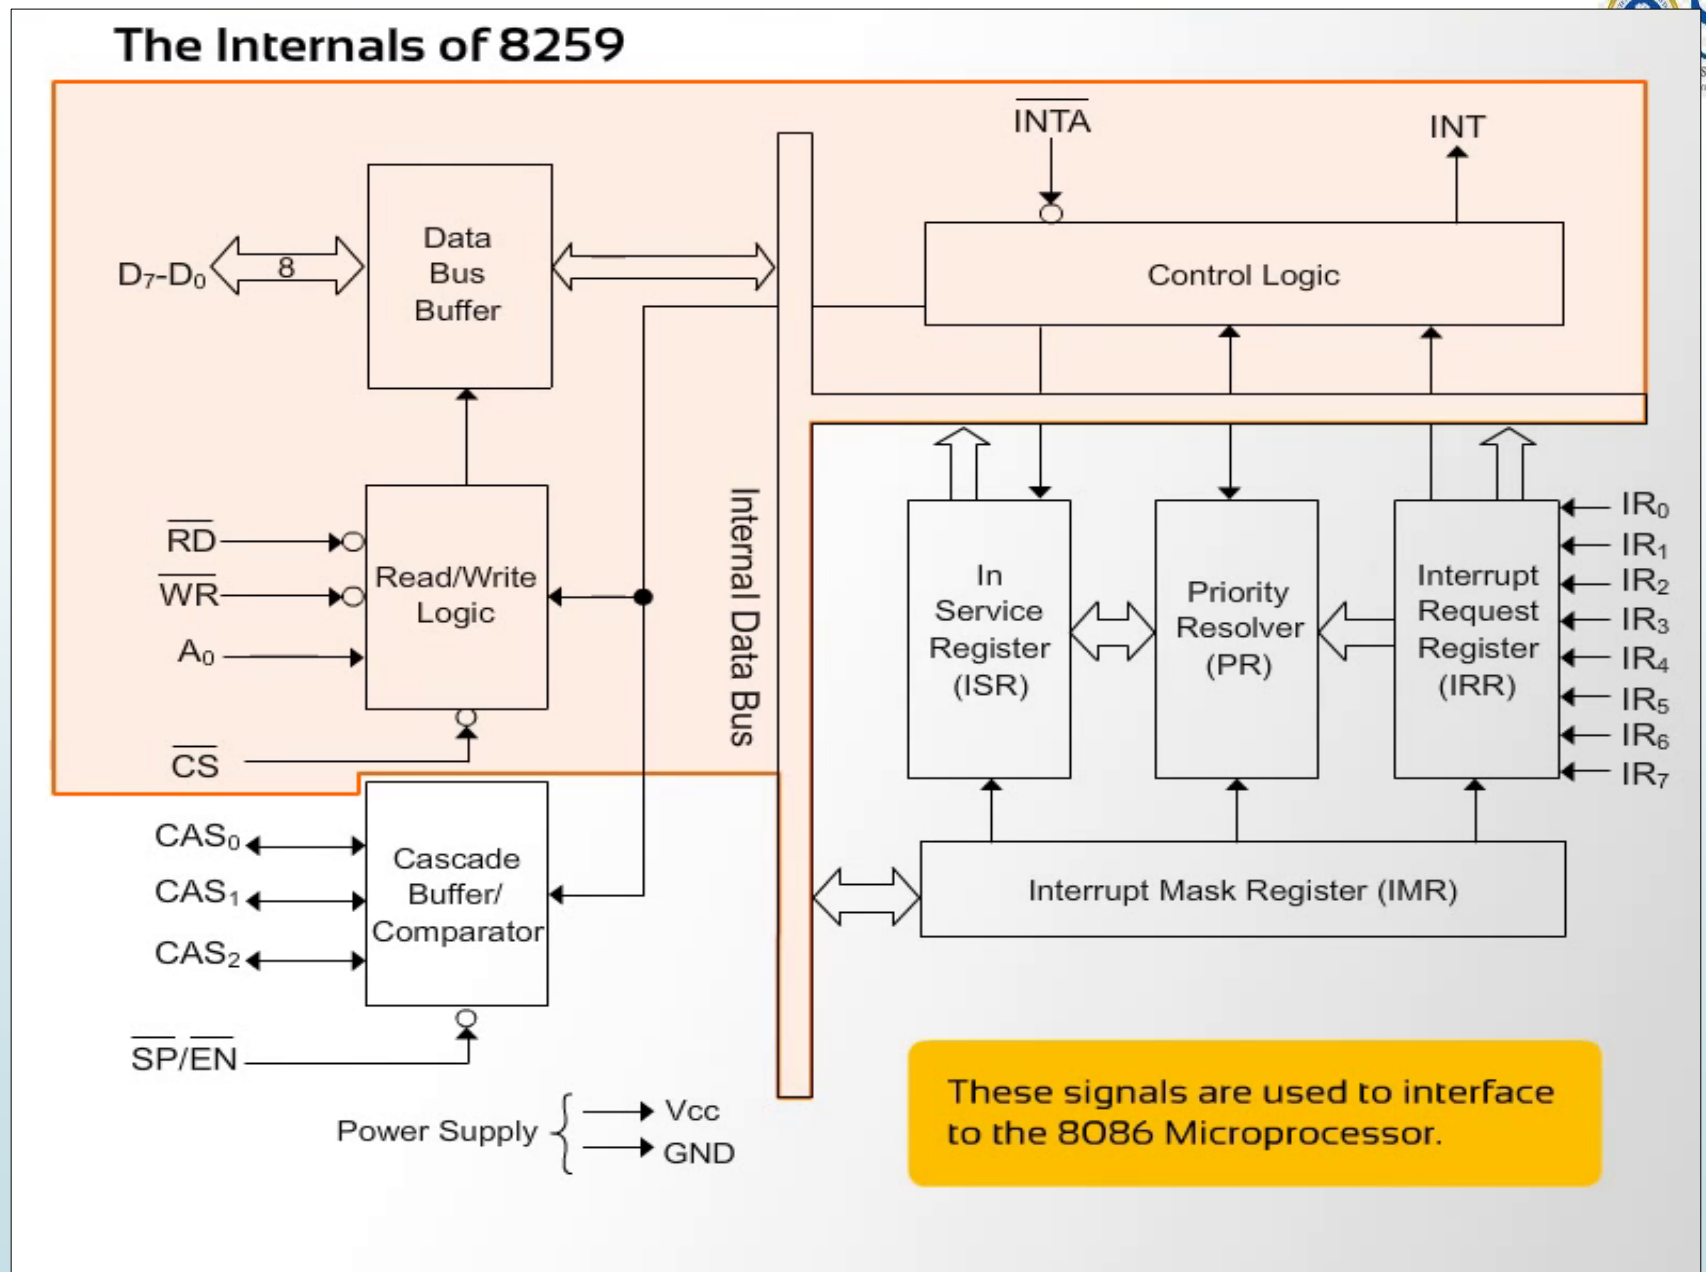 The Internals of 8259
INTA
INT
D7-D0
8
Data
Bus
Buffer
Control Logic
RD
WR
A0
CS
Read/Write
Logic
Internal Data Bus
In
Service
Register
(ISR)
Priority
Resolver
(PR)
Interrupt
Request
Register
(IRR)
IR0
IR1
IR2
IR3
IR4
IR5
IR6
IR7
CAS0
CAS1
CAS2
Cascade
Buffer/
Comparator
SP/EN
Interrupt Mask Register (IMR)
Power Supply
Vcc
GND
These signals are used to interface
to the 8086 Microprocessor.